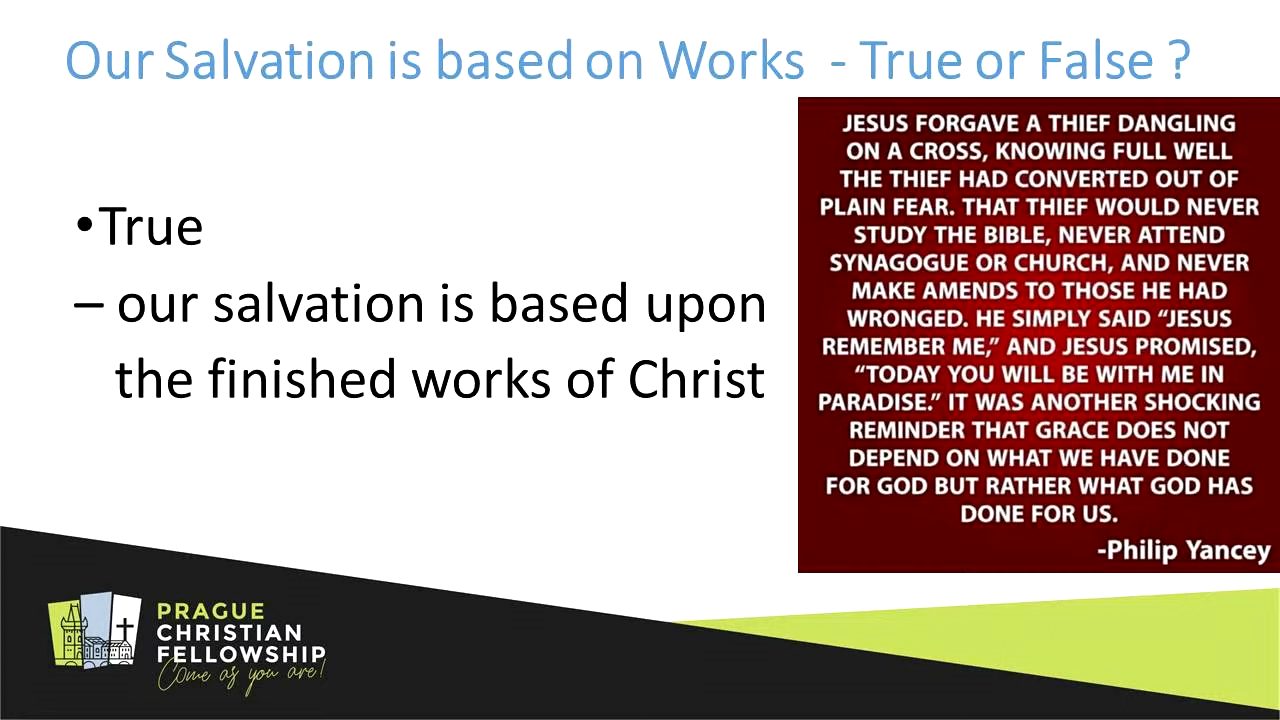 Our Salvation is based on Works - True or False ?
•True
– our salvation is based upon
the finished works of Christ
JESUS FORGAVE A THIEF DANGLING
ON A CROSS, KNOWING FULL WELL
THE THIEF HAD CONVERTED OUT OF
PLAIN FEAR. THAT THIEF WOULD NEVER
STUDY THE BIBLE, NEVER ATTEND
SYNAGOGUE OR CHURCH, AND NEVER
MAKE AMENDS TO THOSE HE HAD
WRONGED. HE SIMPLY SAID “JESUS
REMEMBER ME,” AND JESUS PROMISED,
“TODAY YOU WILL BE WITH ME IN
PARADISE.” IT WAS ANOTHER SHOCKING
REMINDER THAT GRACE DOES NOT
DEPEND ON WHAT WE HAVE DONE
FOR GOD BUT RATHER WHAT GOD HAS
DONE FOR US.
-Philip Yancey
PRAGUE
CHRISTIAN
FELLOWSHIP
Come as you are!